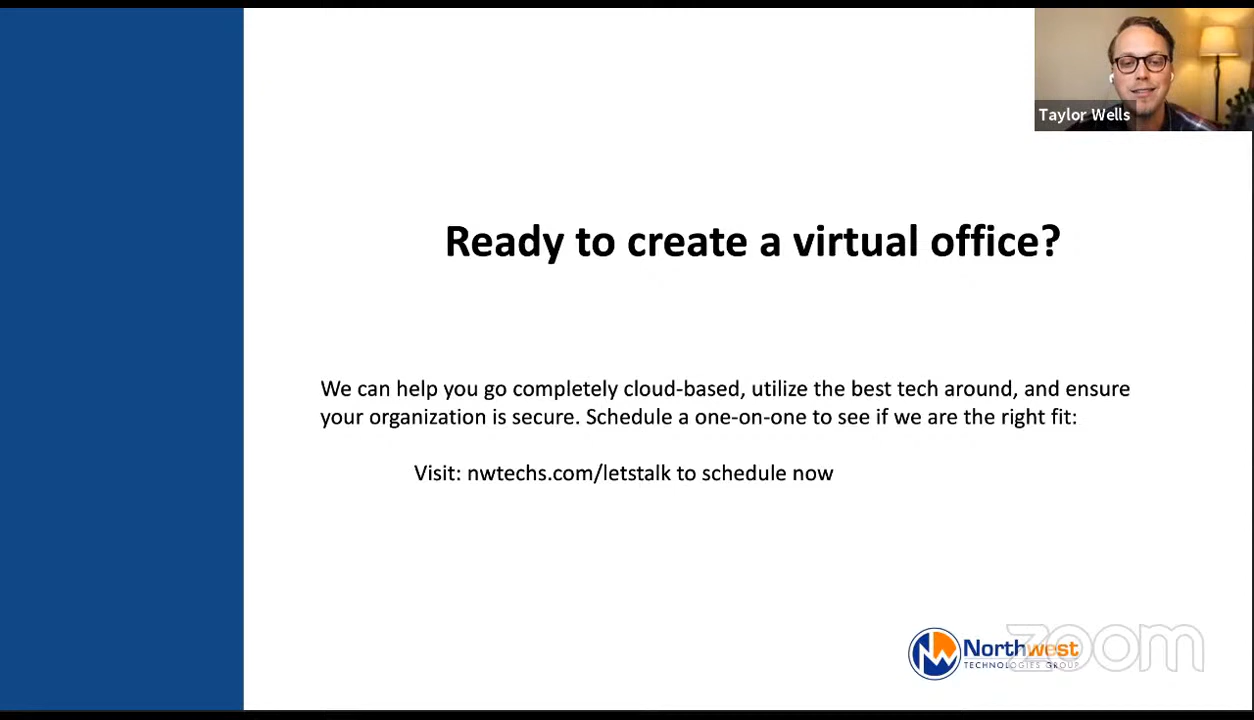 Taylor Wells
Ready to create a virtual office?
We can help you go completely cloud-based, utilize the best tech around, and ensure
your organization is secure. Schedule a one-on-one to see if we are the right fit:
Visit: nwtechs.com/letstalk to schedule now
NW
Northwest
TECHNOLOGIES GROUP
zoom